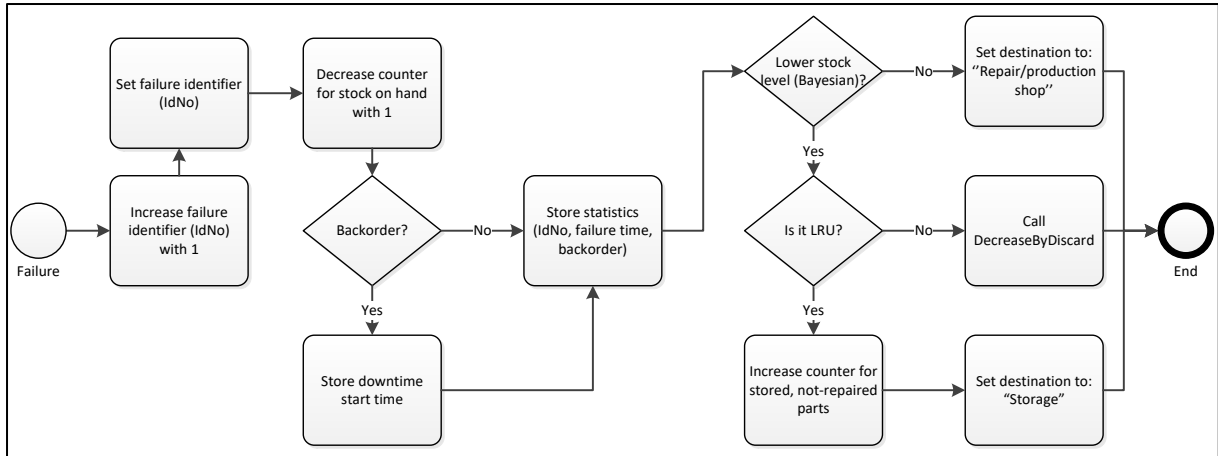 Failure
Increase failure
identifier (IdNo)
with 1
Set failure identifier
(IdNo)
Decrease counter
for stock on hand
with 1
Backorder?
No
Yes
Store downtime
start time
Store statistics
(IdNo, failure time,
backorder)
Lower stock
level (Bayesian)?
No
Set destination to:
‘’Repair/production
shop’’
Yes
Is it LRU?
No
Call
DecreaseByDiscard
Yes
Increase counter for
stored, not-repaired
parts
Set destination to:
“Storage”
End